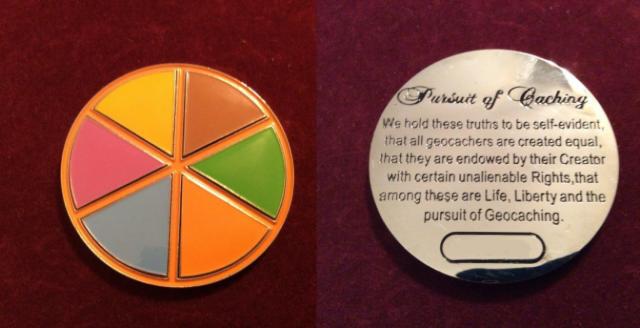 Pursuit of Caching
We hold these truths to be self-evident,
that all geocachers are created equal,
that they are endowed by their Creator
with certain unalienable Rights,that
among these are Life, Liberty and the
pursuit of Geocaching.